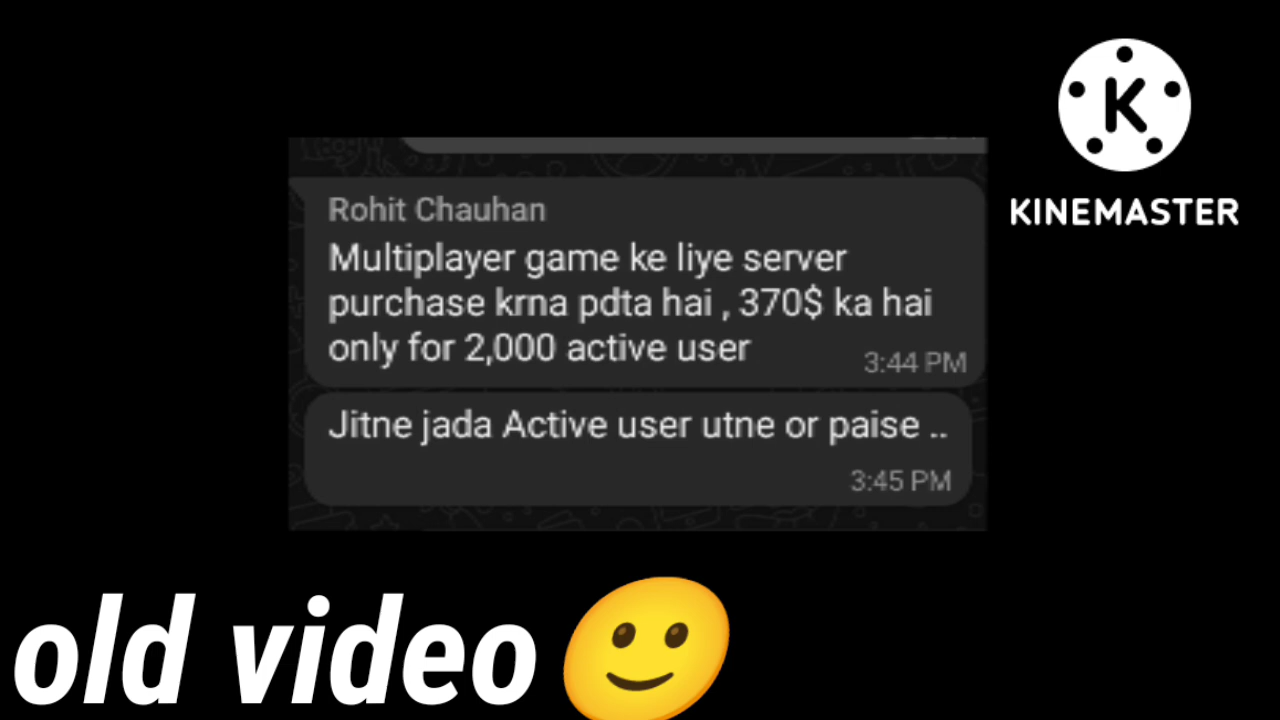 KINEMASTER
Rohit Chauhan
Multiplayer game ke liye server
purchase krna pdta hai , 370$ ka hai
only for 2,000 active user
3:44 PM
Jitne jada Active user utne or paise ..
3:45 PM
old video